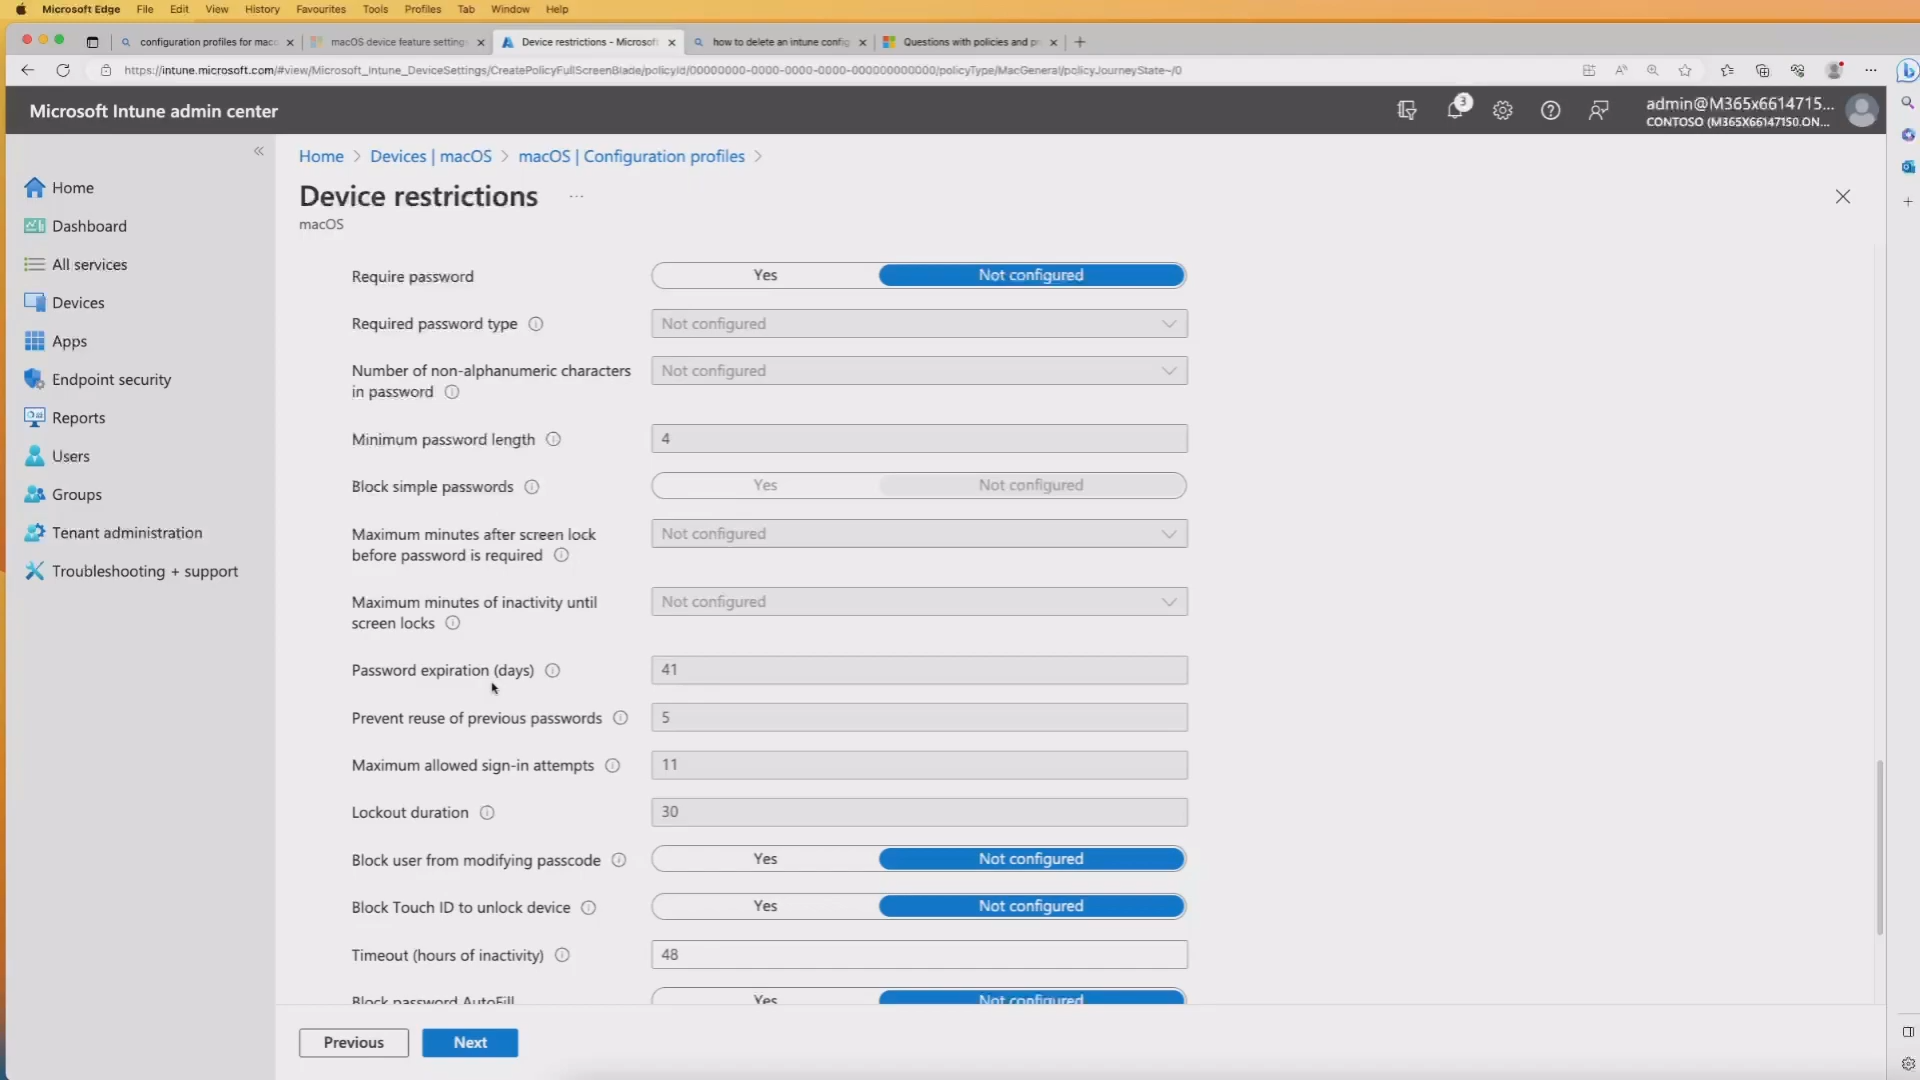 Microsoft Edge File Edit View History Favourites Tools Profiles Tab Window Help
configuration profiles for mac
macOS device feature settings
Device restrictions - Microsoft
how to delete an intune config
Questions with policies and p
https://intune.microsoft.com/#view/Microsoft_Intune_DeviceSettings/CreatePolicyFullScreenBlade/policyId/00000000-0000-0000-0000-000000000000/policyType/MacGeneral/policyJourneyState~/0
Microsoft Intune admin center
3
admin@M365x6614715...
CONTOSO (M365X66147150.ON...
Home > Devices | macOS > macOS | Configuration profiles >
Device restrictions ...
macOS
Home
Dashboard
All services
Devices
Apps
Endpoint security
Reports
Users
Groups
Tenant administration
Troubleshooting + support
Require password Yes Not configured
Required password type Not configured
Number of non-alphanumeric characters
in password Not configured
Minimum password length 4
Block simple passwords Yes Not configured
Maximum minutes after screen lock
before password is required Not configured
Maximum minutes of inactivity until
screen locks Not configured
Password expiration (days) 41
Prevent reuse of previous passwords 5
Maximum allowed sign-in attempts 11
Lockout duration 30
Block user from modifying passcode Yes Not configured
Block Touch ID to unlock device Yes Not configured
Timeout (hours of inactivity) 48
Block password AutoFill Yes Not configured
Previous Next